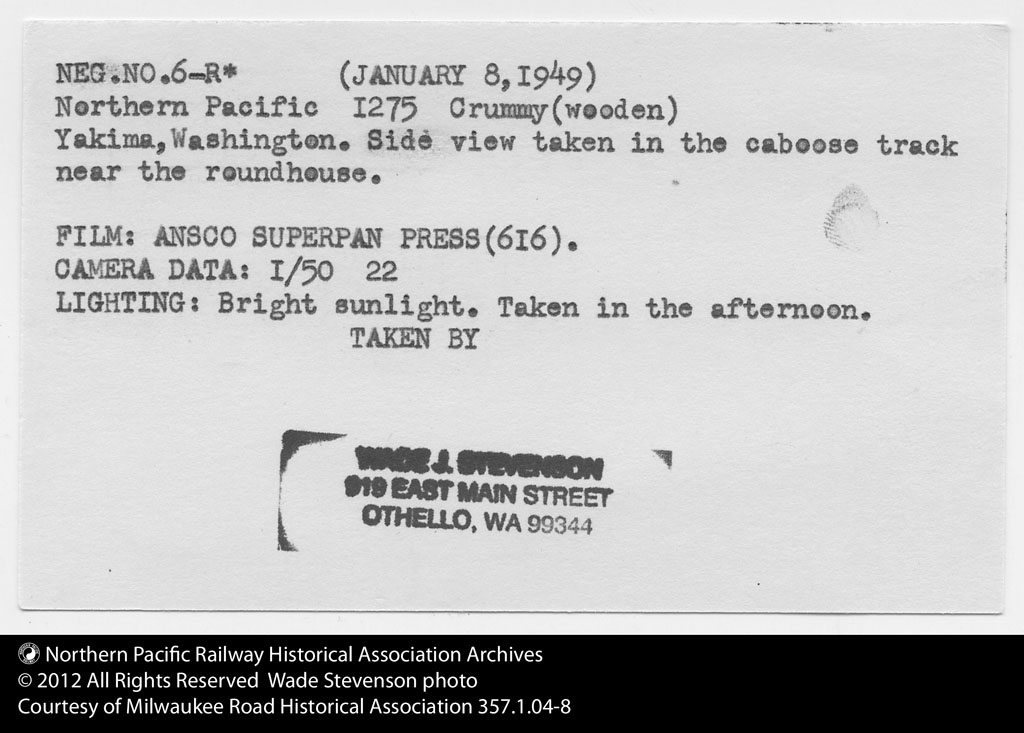 NEG.NO.6-R* (JANUARY 8,1949)
Northern Pacific 1275 Crummy(wooden)
Yakima,Washington. Side view taken in the caboose track
near the roundhouse.
FILM: ANSCO SUPERPAN PRESS(616).
CAMERA DATA: 1/50 22
LIGHTING: Bright sunlight. Taken in the afternoon.
TAKEN BY
WADE J. STEVENSON
919 EAST MAIN STREET
OTHELLO, WA 99344
Northern Pacific Railway Historical Association Archives
© 2012 All Rights Reserved Wade Stevenson photo
Courtesy of Milwaukee Road Historical Association 357.1.04-8